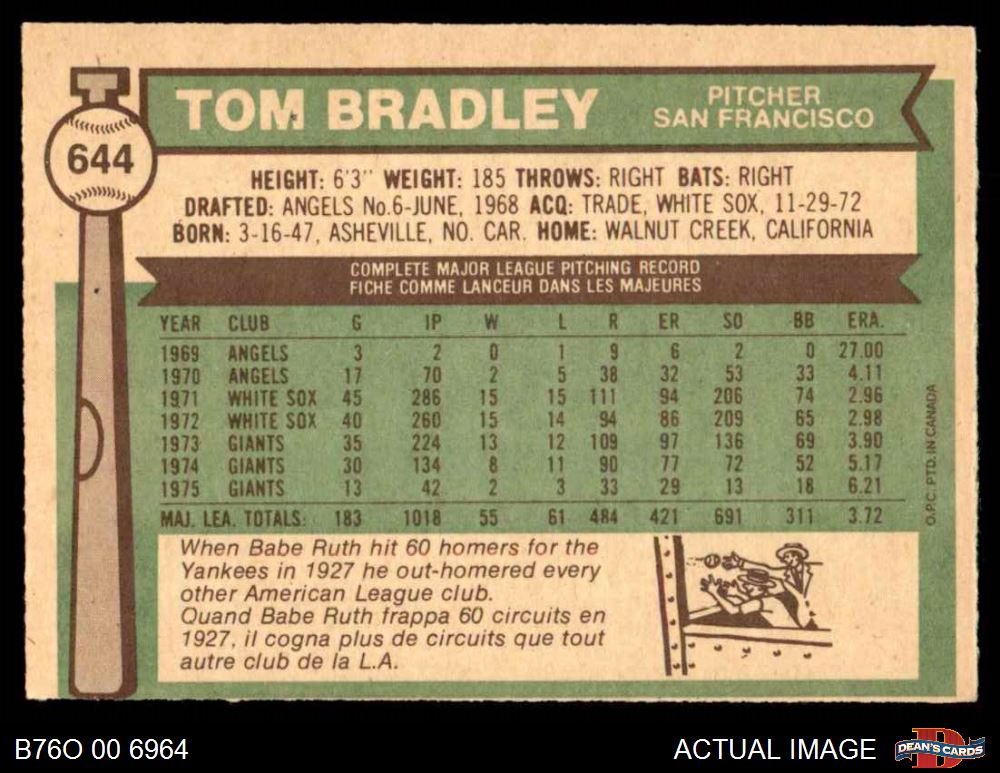 644
TOM BRADLEY
PITCHER
SAN FRANCISCO
HEIGHT: 6'3" WEIGHT: 185 THROWS: RIGHT BATS: RIGHT
DRAFTED: ANGELS No.6-JUNE, 1968 ACQ: TRADE, WHITE SOX, 11-29-72
BORN: 3-16-47, ASHEVILLE, NO. CAR. HOME: WALNUT CREEK, CALIFORNIA
COMPLETE MAJOR LEAGUE PITCHING RECORD
FICHE COMME LANCEUR DANS LES MAJEURES
YEAR CLUB G IP W L R ER SO BB ERA.
1969 ANGELS 3 2 0 1 9 6 2 0 27.00
1970 ANGELS 17 70 2 5 38 32 53 33 4.11
1971 WHITE SOX 45 286 15 15 111 94 206 74 2.96
1972 WHITE SOX 40 260 15 14 94 86 209 65 2.98
1973 GIANTS 35 224 13 12 109 97 136 69 3.90
1974 GIANTS 30 134 8 11 90 77 72 52 5.17
1975 GIANTS 13 42 2 3 33 29 13 18 6.21
MAJ. LEA. TOTALS: 183 1018 55 61 484 421 691 311 3.72
O.P.C. PTD. IN CANADA
When Babe Ruth hit 60 homers for the
Yankees in 1927 he out-homered every
other American League club.
Quand Babe Ruth frappa 60 circuits en
1927, il cogna plus de circuits que tout
autre club de la L.A.
B76O 00 6964
ACTUAL IMAGE
D
DEAN'S CARDS